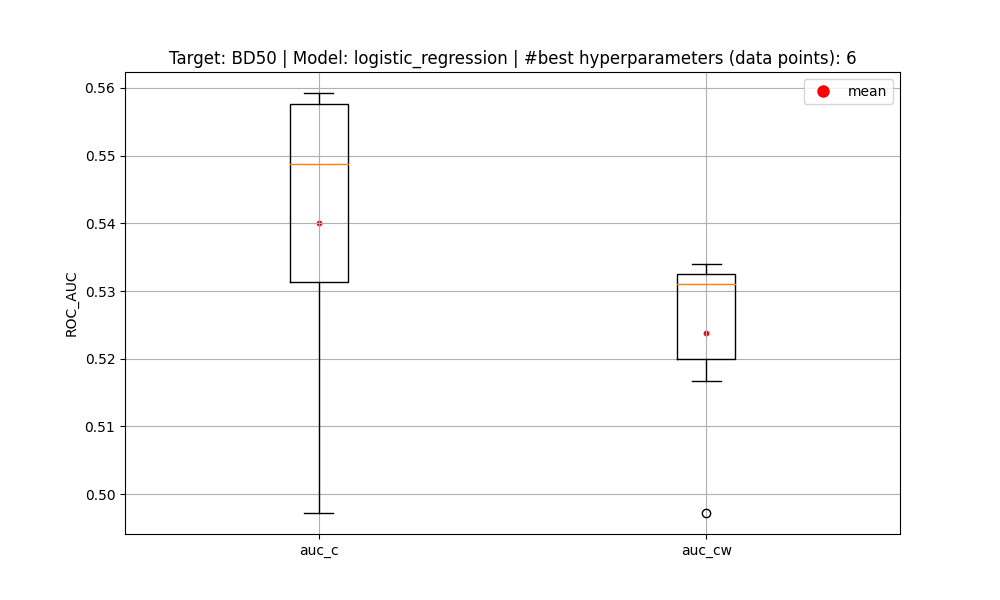 Target: BD50 | Model: logistic_regression | #best hyperparameters (data points): 6
mean
0.56
0.55
0.54
0.53
0.52
0.51
0.50
ROC_AUC
auc_c
auc_cw